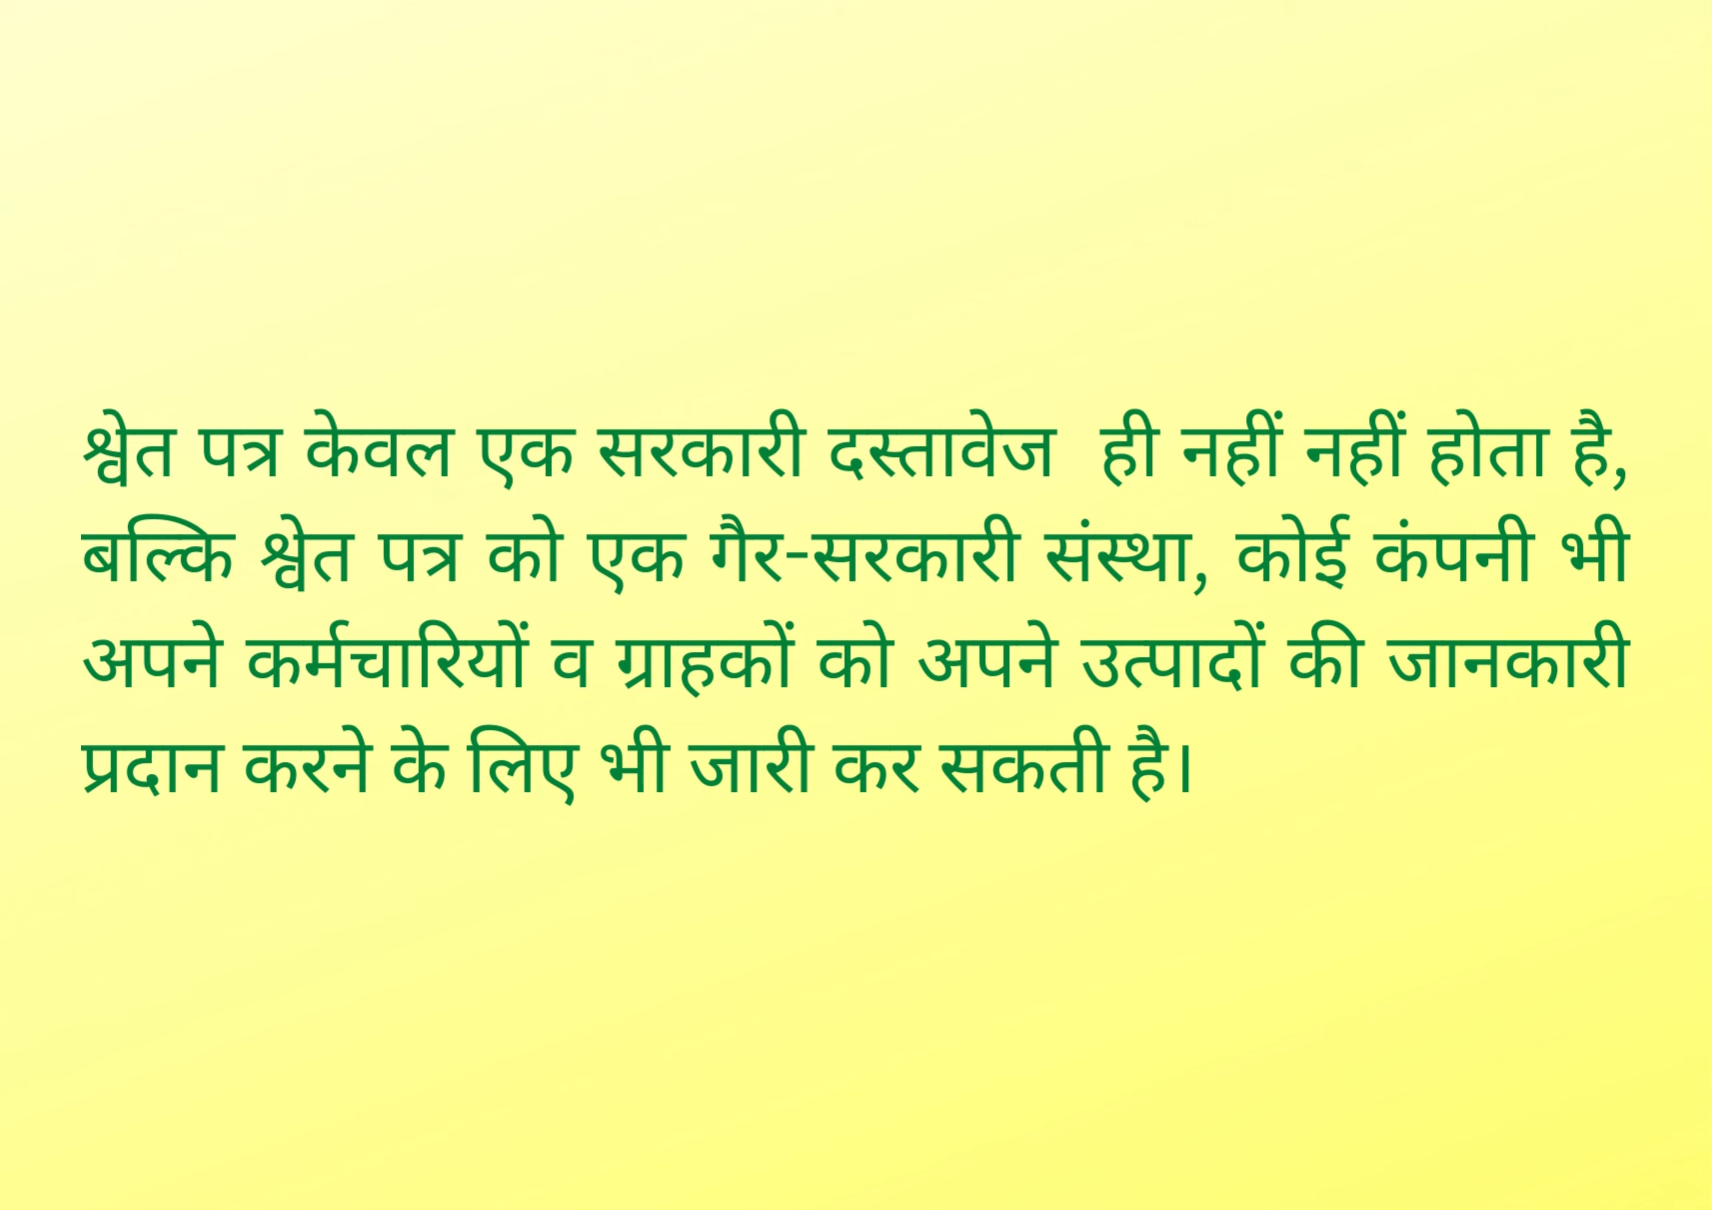 श्वेत पत्र केवल एक सरकारी दस्तावेज  ही नहीं नहीं होता है,
बल्कि श्वेत पत्र को एक गैर-सरकारी संस्था, कोई कंपनी भी
अपने कर्मचारियों व ग्राहकों को अपने उत्पादों की जानकारी
प्रदान करने के लिए भी जारी कर सकती है।